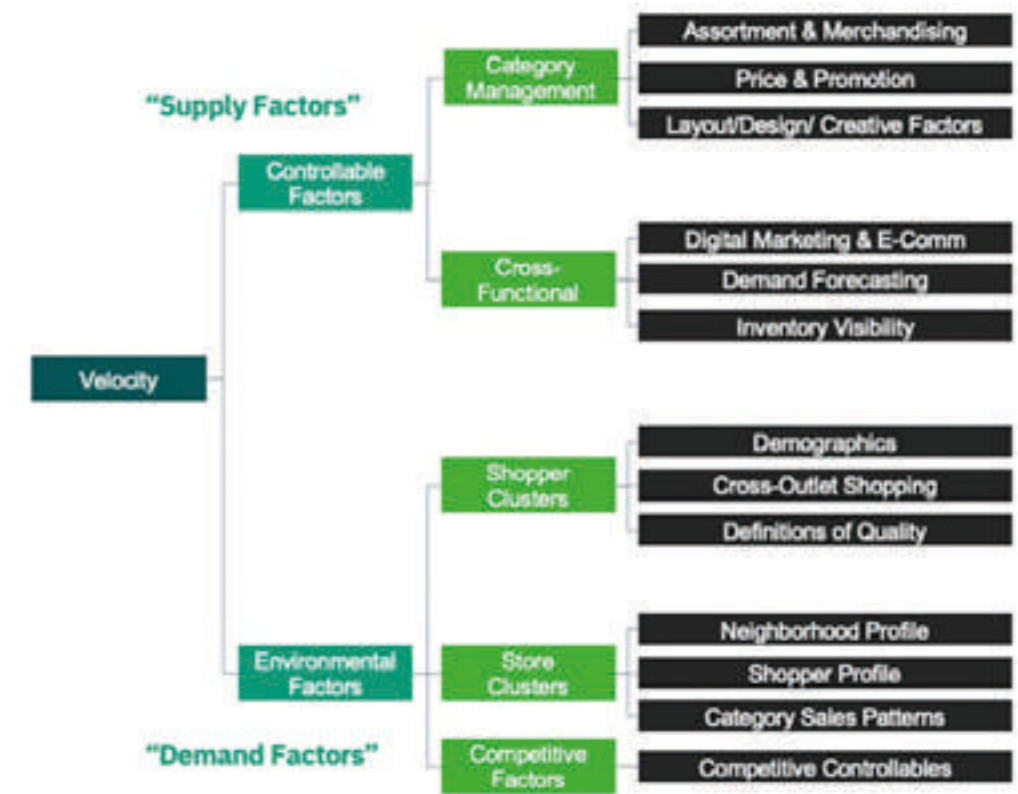 Assortment & Merchandising
Category
Management
Price & Promotion
"Supply Factors"
Layout/Design/ Creative Factors
Controllable
Factors
Digital Marketing & E-Comm
Cross-
Functional
Demand Forecasting
Inventory Visibility
Velocity
Demographics
Shopper
Clusters
Cross-Outlet Shopping
Definitions of Quality
Neighborhood Profile
Environmental
Factors
Store
Clusters
Shopper Profile
Category Sales Patterns
"Demand Factors"
Competitive
Factors
Competitive Controllables